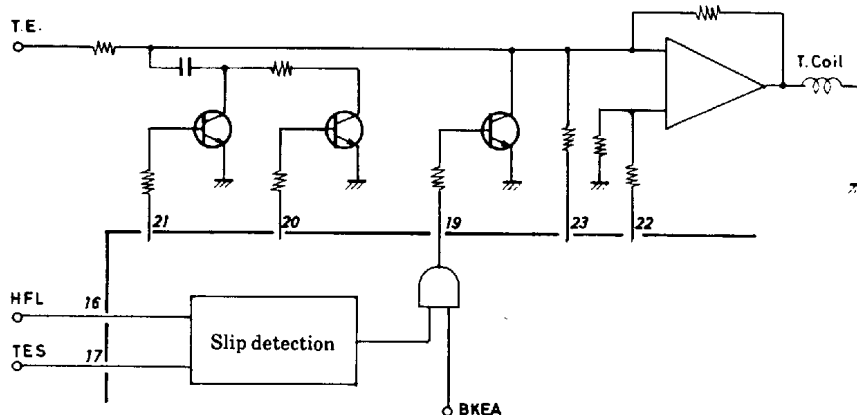 T.E.
T. Coil
21
20
19
23
22
HFL
16
Slip detection
TES
17
BKEA